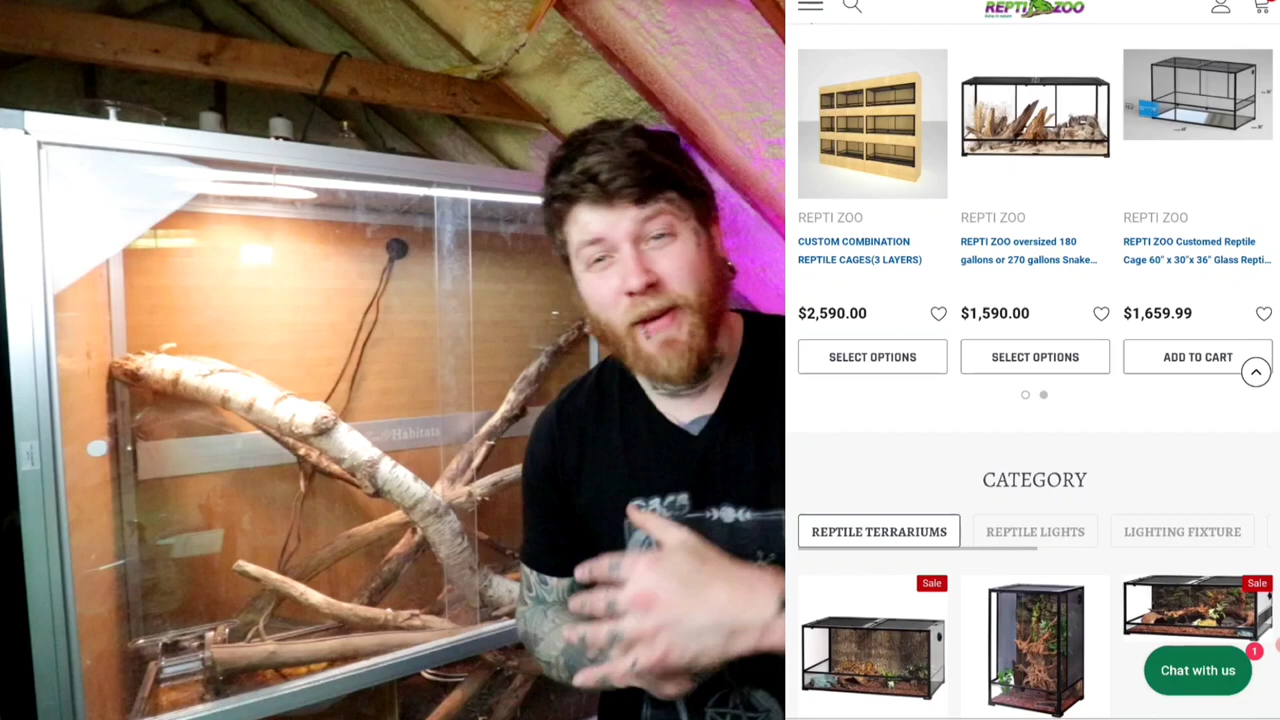 REPTI ZOO
REPTI ZOO
REPTI ZOO
REPTI ZOO
CUSTOM COMBINATION
REPTILE CAGES(3 LAYERS)
REPTI ZOO oversized 180
gallons or 270 gallons Snake...
REPTI ZOO Customed Reptile
Cage 60" x 30"x 36" Glass Repti...
$2,590.00
$1,590.00
$1,659.99
SELECT OPTIONS
SELECT OPTIONS
ADD TO CART
CATEGORY
REPTILE TERRARIUMS
REPTILE LIGHTS
LIGHTING FIXTURE
Sale
Sale
1
Chat with us
Habitats